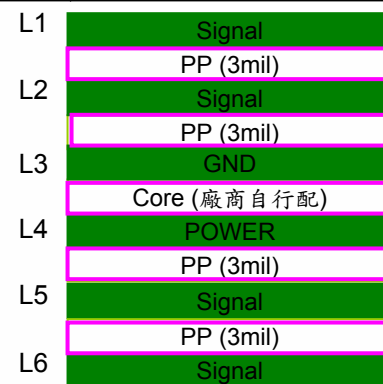 L1 Signal
PP (3mil)
L2 Signal
PP (3mil)
L3 GND
Core (廠商自行配)
L4 POWER
PP (3mil)
L5 Signal
PP (3mil)
L6 Signal